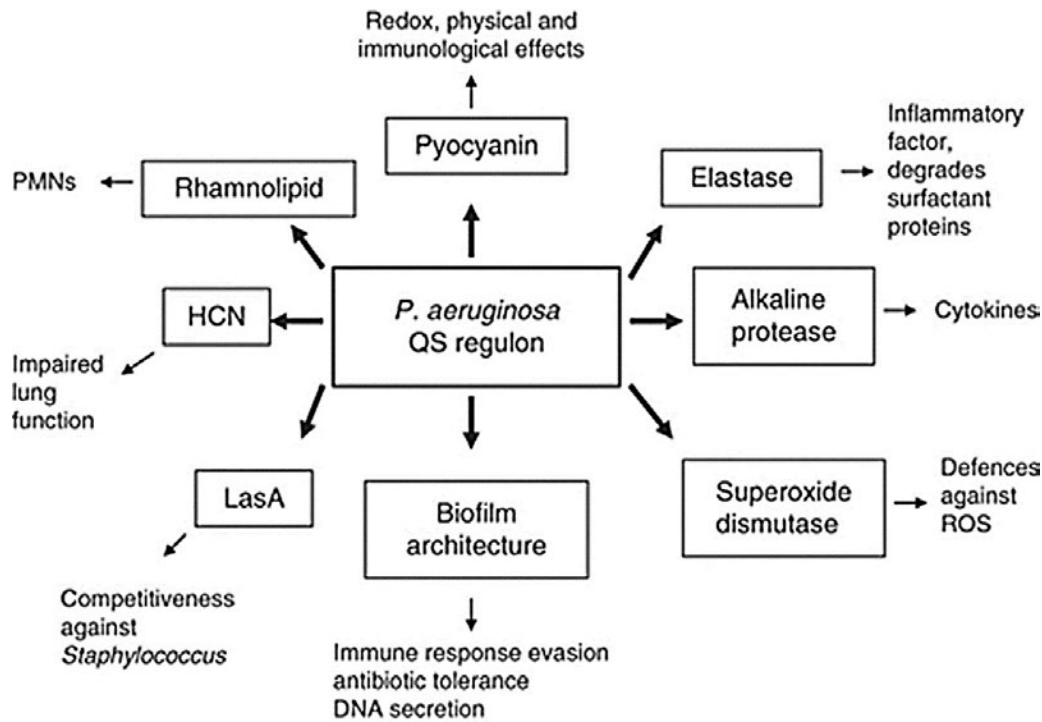 Redox, physical and
immunological effects
Pyocyanin
Rhamnolipid
PMNs
Elastase
Inflammatory
factor,
degrades
surfactant
proteins
HCN
Impaired
lung
function
P. aeruginosa
QS regulon
Alkaline
protease
Cytokines
LasA
Competitiveness
against
Staphylococcus
Biofilm
architecture
Immune response evasion
antibiotic tolerance
DNA secretion
Superoxide
dismutase
Defences
against
ROS